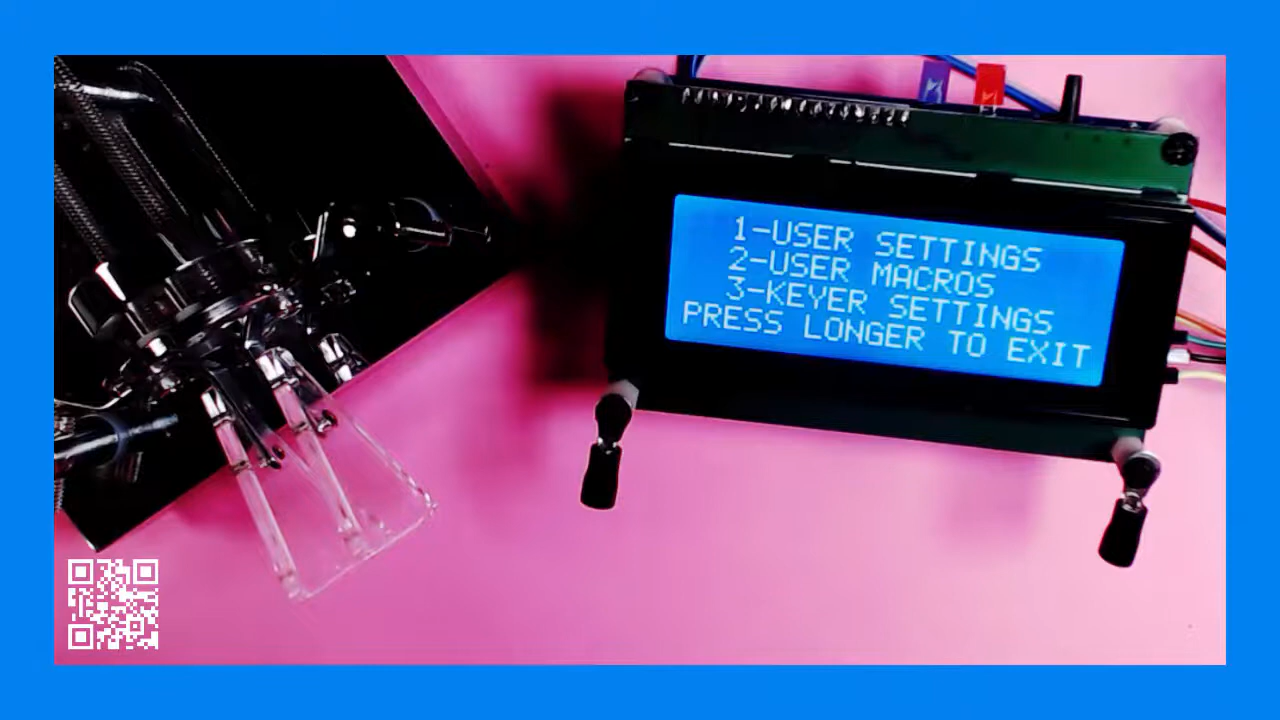 1-USER SETTINGS
2-USER MACROS
3-KEYER SETTINGS
PRESS LONGER TO EXIT